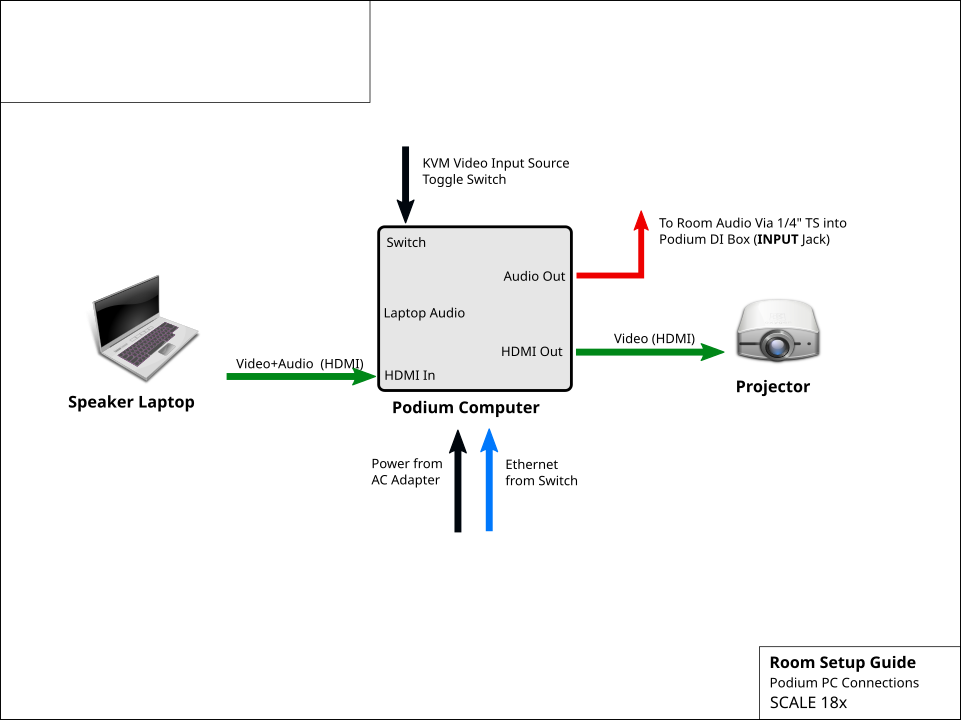 KVM Video Input Source
Toggle Switch
To Room Audio Via 1/4" TS into
Podium DI Box (INPUT Jack)
Switch
Audio Out
Laptop Audio
Video (HDMI)
HDMI Out
Video+Audio (HDMI)
HDMI In
Projector
Speaker Laptop
Podium Computer
Power from
AC Adapter
Ethernet
from Switch
Room Setup Guide
Podium PC Connections
SCALE 18x